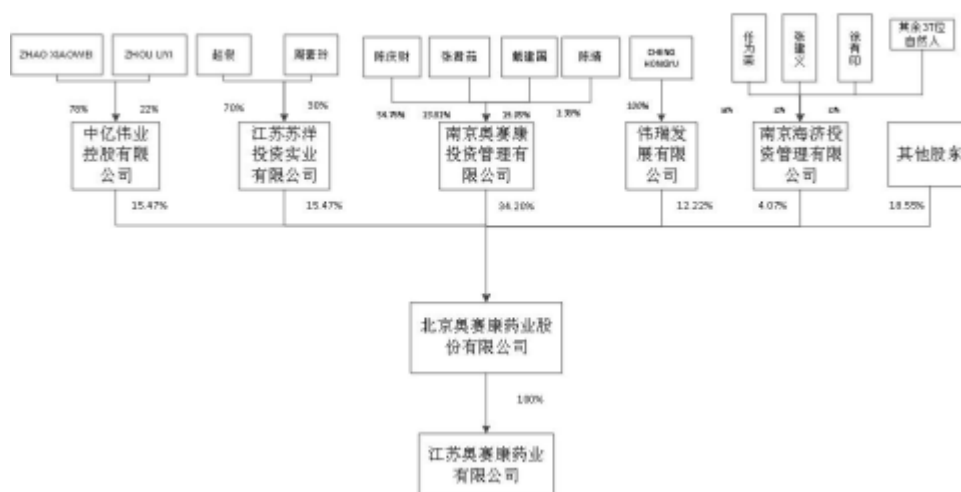 ZHAO XIAOWEI
ZHOU LIYI
赵俊
周素玲
陈庆财
张君茹
戴建国
陈靖
CHENG
HONGYU
任为荣
张建义
徐有印
其余37位
自然人
78%
22%
70%
30%
100%
中亿伟业
控股有限
公司
江苏苏洋
投资实业
有限公司
南京奥赛康
投资管理有
限公司
伟瑞发
展有限
公司
南京海济投
资管理有限
公司
其他股东
15.47%
15.47%
34.20%
12.22%
4.07%
18.55%
北京奥赛康药业股
份有限公司
100%
江苏奥赛康药业
有限公司